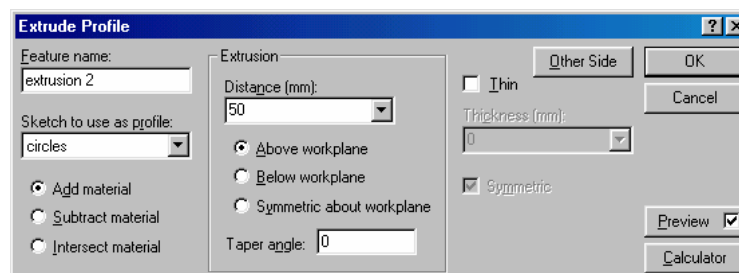 Extrude Profile
Feature name:
extrusion 2
Sketch to use as profile:
circles
Add material
Subtract material
Intersect material
Extrusion
Distance (mm):
50
Above workplane
Below workplane
Symmetric about workplane
Taper angle: 0
Other Side
Thin
Thickness (mm):
0
Symmetric
OK
Cancel
Preview
Calculator